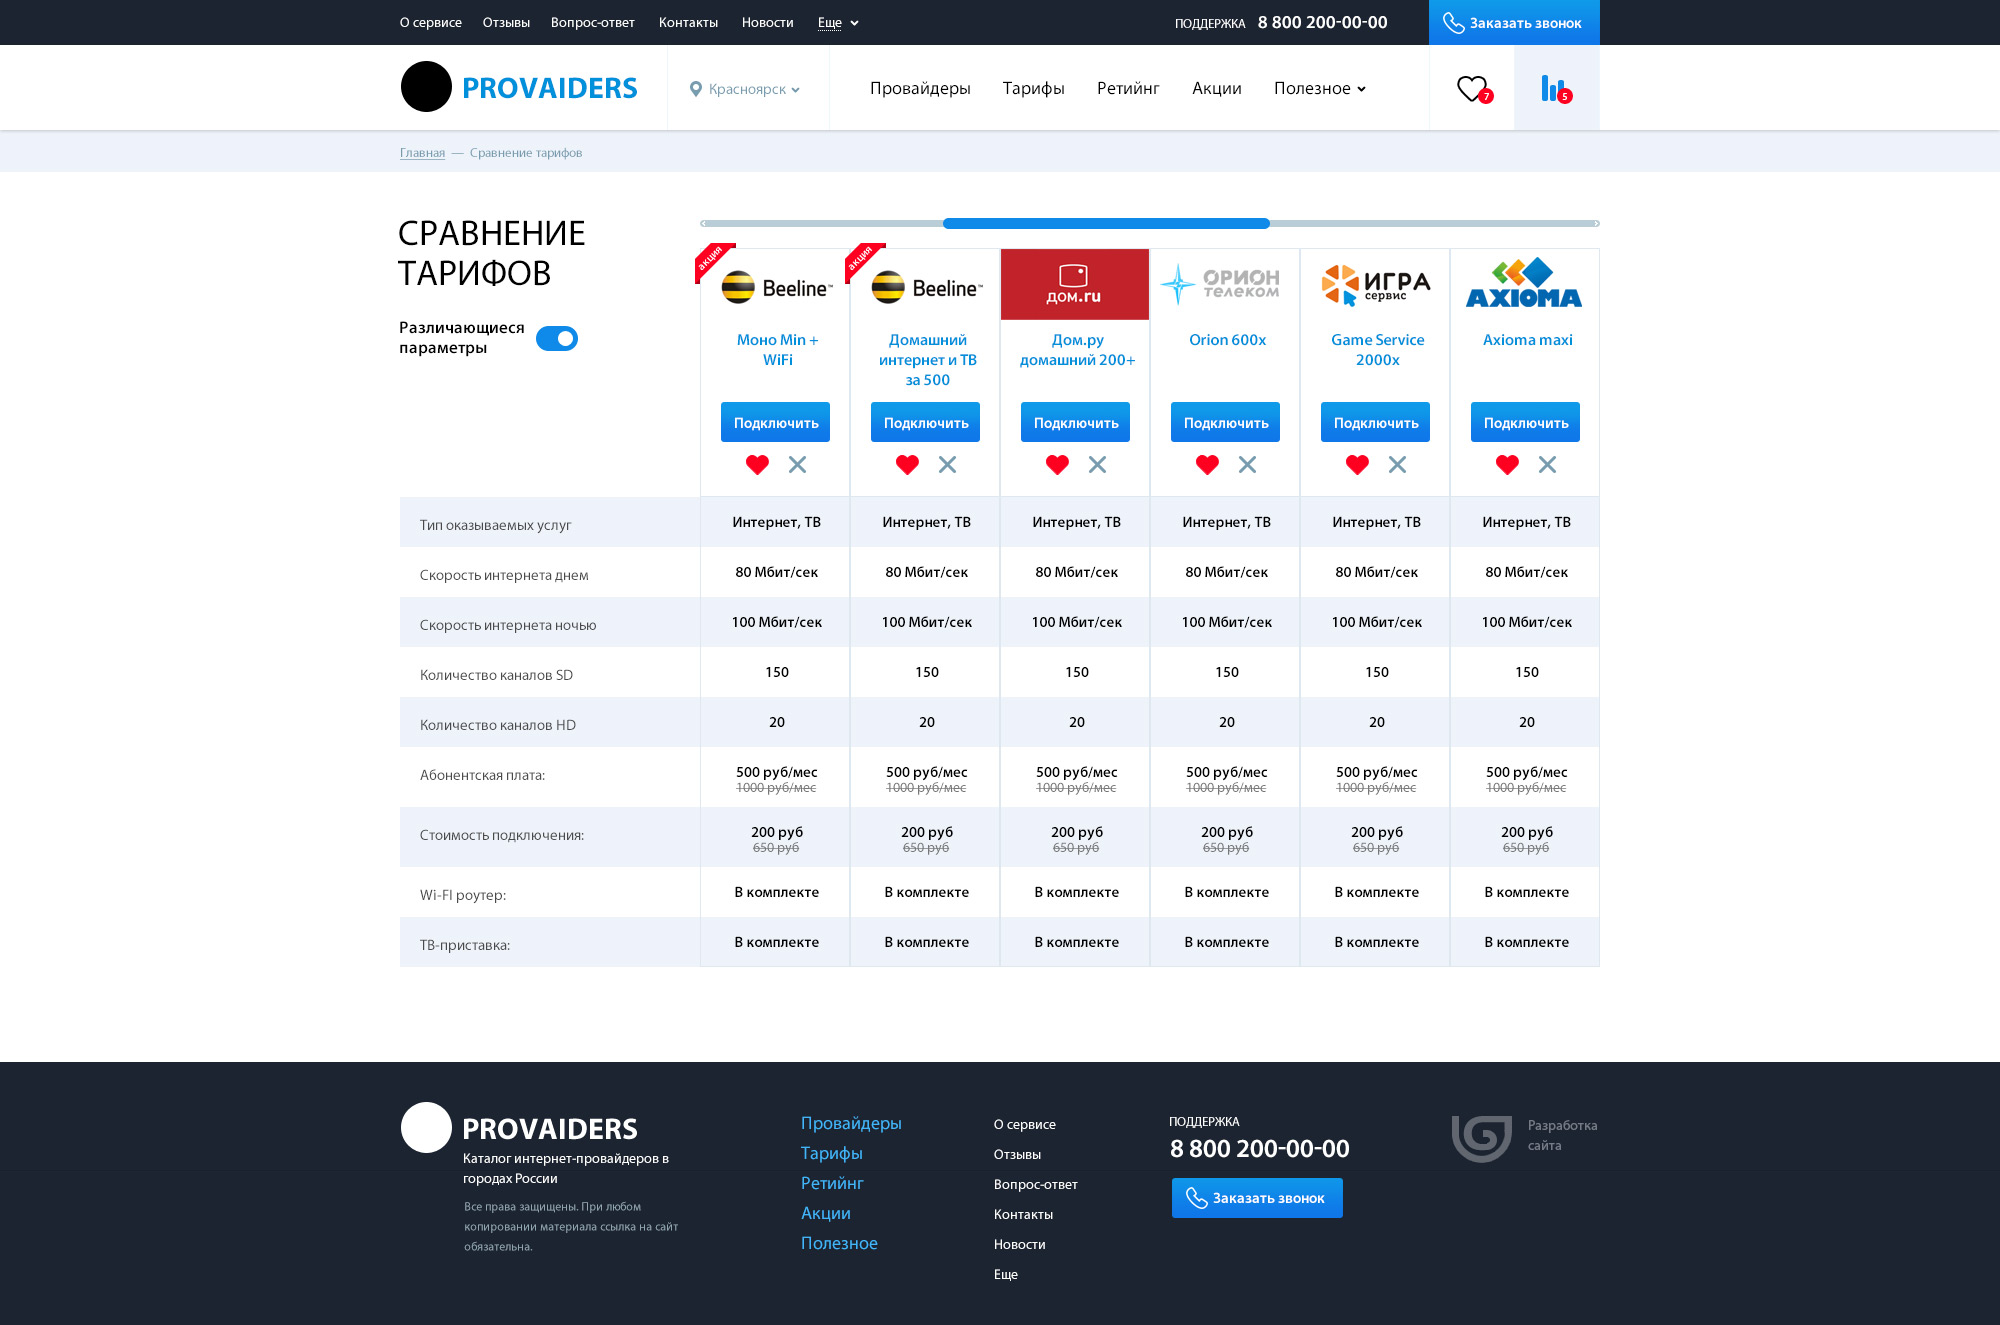 О сервисе Отзывы Вопрос-ответ Контакты Новости Еще ПОДДЕРЖКА 8 800 200-00-00 Заказать звонок
PROVAIDERS Красноярск Провайдеры Тарифы Ретийнг Акции Полезное 7 5
Главная — Сравнение тарифов
СРАВНЕНИЕ
ТАРИФОВ
Различающиеся
параметры
акция акция
Beeline™ Beeline™ дом.ru ОРИОН телеком ИГРА сервис AXIOMA
Моно Min + WiFi
Домашний интернет и ТВ за 500
Дом.ру домашний 200+
Orion 600x
Game Service 2000x
Axioma maxi
Подключить Подключить Подключить Подключить Подключить Подключить
Тип оказываемых услуг Интернет, ТВ Интернет, ТВ Интернет, ТВ Интернет, ТВ Интернет, ТВ Интернет, ТВ
Скорость интернета днем 80 Мбит/сек 80 Мбит/сек 80 Мбит/сек 80 Мбит/сек 80 Мбит/сек 80 Мбит/сек
Скорость интернета ночью 100 Мбит/сек 100 Мбит/сек 100 Мбит/сек 100 Мбит/сек 100 Мбит/сек 100 Мбит/сек
Количество каналов SD 150 150 150 150 150 150
Количество каналов HD 20 20 20 20 20 20
Абонентская плата: 500 руб/мес 500 руб/мес 500 руб/мес 500 руб/мес 500 руб/мес 500 руб/мес
1000 руб/мес 1000 руб/мес 1000 руб/мес 1000 руб/мес 1000 руб/мес 1000 руб/мес
Стоимость подключения: 200 руб 200 руб 200 руб 200 руб 200 руб 200 руб
650 руб 650 руб 650 руб 650 руб 650 руб 650 руб
Wi-FI роутер: В комплекте В комплекте В комплекте В комплекте В комплекте В комплекте
ТВ-приставка: В комплекте В комплекте В комплекте В комплекте В комплекте В комплекте
PROVAIDERS
Каталог интернет-провайдеров в
городах России
Все права защищены. При любом
копировании материала ссылка на сайт
обязательна.
Провайдеры
Тарифы
Ретийнг
Акции
Полезное
О сервисе
Отзывы
Вопрос-ответ
Контакты
Новости
Еще
ПОДДЕРЖКА
8 800 200-00-00
Заказать звонок
Разработка
сайта